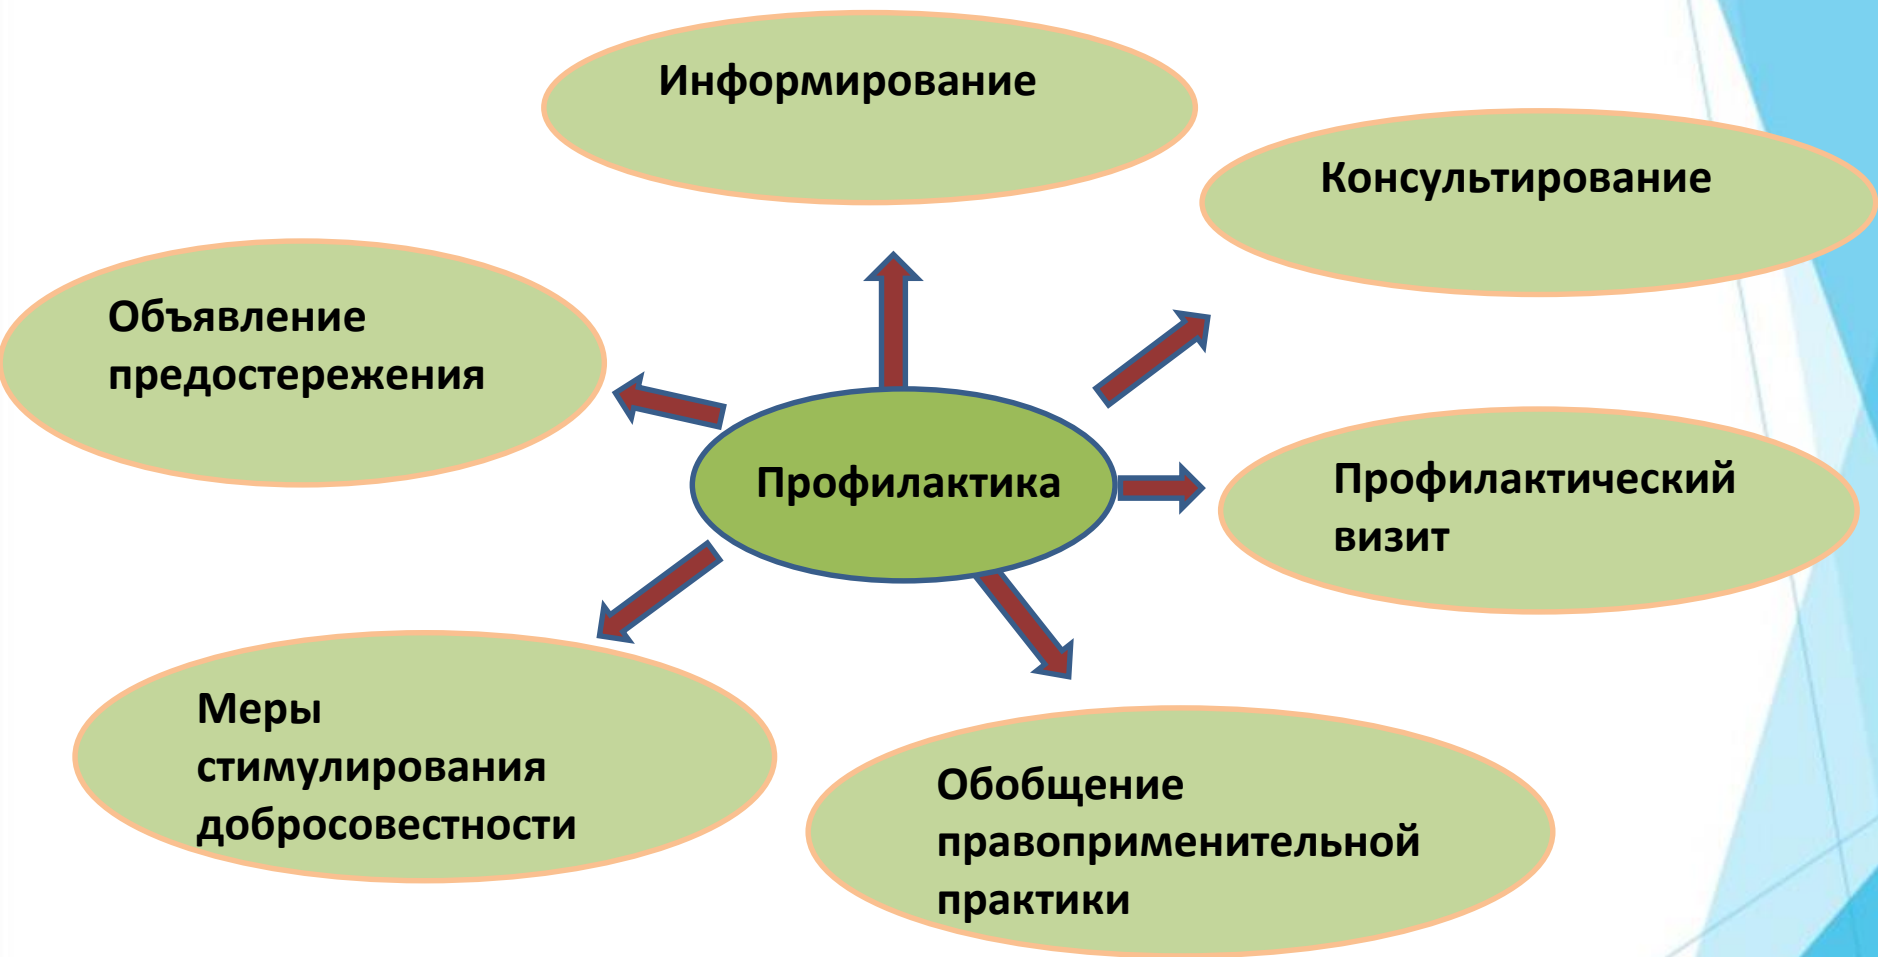 Информирование
Консультирование
Объявление
предостережения
Профилактика
Профилактический
визит
Меры
стимулирования
добросовестности
Обобщение
правоприменительной
практики